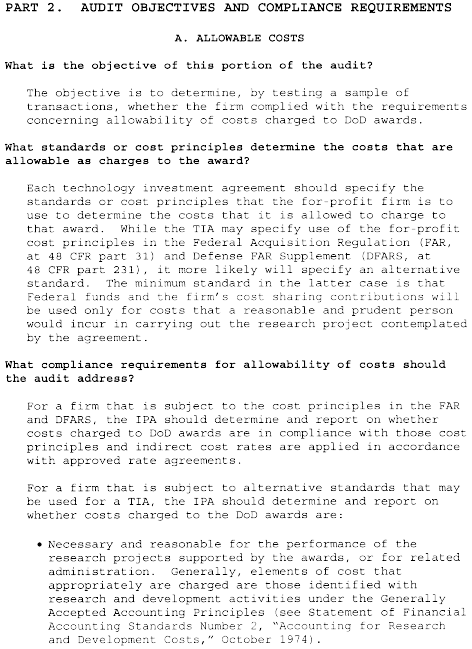 PART 2. AUDIT OBJECTIVES AND COMPLIANCE REQUIREMENTS
A. ALLOWABLE COSTS
What is the objective of this portion of the audit?
The objective is to determine, by testing a sample of
transactions, whether the firm complied with the requirements
concerning allowability of costs charged to DoD awards.
What standards or cost principles determine the costs that are
allowable as charges to the award?
Each technology investment agreement should specify the
standards or cost principles that the for-profit firm is to
use to determine the costs that it is allowed to charge to
that award. While the TIA may specify use of the for-profit
cost principles in the Federal Acquisition Regulation (FAR,
at 48 CFR part 31) and Defense FAR Supplement (DFARS, at
48 CFR part 231), it more likely will specify an alternative
standard. The minimum standard in the latter case is that
Federal funds and the firm's cost sharing contributions will
be used only for costs that a reasonable and prudent person
would incur in carrying out the research project contemplated
by the agreement.
What compliance requirements for allowability of costs should
the audit address?
For a firm that is subject to the cost principles in the FAR
and DFARS, the IPA should determine and report on whether
costs charged to DoD awards are in compliance with those cost
principles and indirect cost rates are applied in accordance
with approved rate agreements.
For a firm that is subject to alternative standards that may
be used for a TIA, the IPA should determine and report on
whether costs charged to the DoD awards are:
• Necessary and reasonable for the performance of the
research projects supported by the awards, or for related
administration. Generally, elements of cost that
appropriately are charged are those identified with
research and development activities under the Generally
Accepted Accounting Principles (see Statement of Financial
Accounting Standards Number 2, "Accounting for Research
and Development Costs," October 1974).